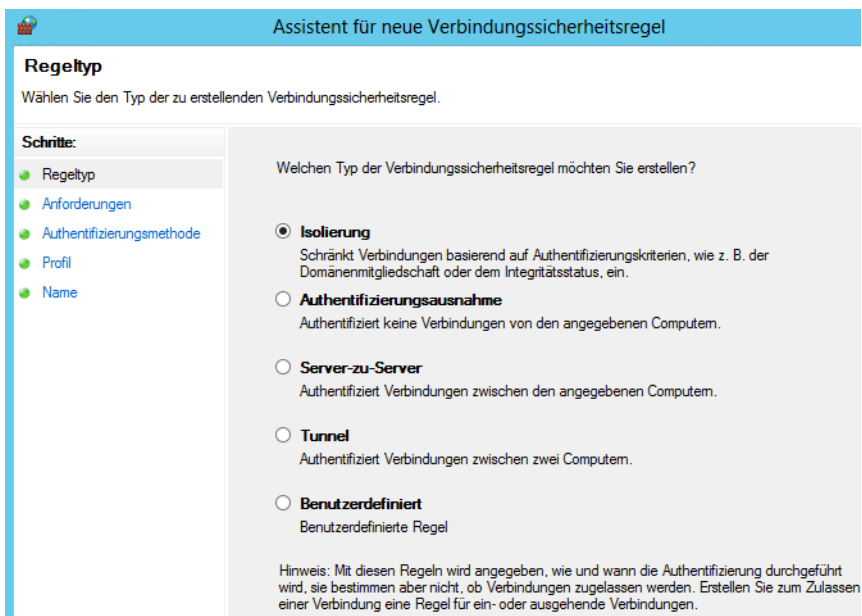 Assistent für neue Verbindungssicherheitsregel
Regeltyp
Wählen Sie den Typ der zu erstellenden Verbindungssicherheitsregel.
Schritte:
Regeltyp
Anforderungen
Authentifizierungsmethode
Profil
Name
Welchen Typ der Verbindungssicherheitsregel möchten Sie erstellen?
Isolierung
Schränkt Verbindungen basierend auf Authentifizierungskriterien, wie z. B. der
Domänenmitgliedschaft oder dem Integritätsstatus, ein.
Authentifizierungsausnahme
Authentifiziert keine Verbindungen von den angegebenen Computern.
Server-zu-Server
Authentifiziert Verbindungen zwischen den angegebenen Computern.
Tunnel
Authentifiziert Verbindungen zwischen zwei Computern.
Benutzerdefiniert
Benutzerdefinierte Regel
Hinweis: Mit diesen Regeln wird angegeben, wie und wann die Authentifizierung durchgeführt
wird, sie bestimmen aber nicht, ob Verbindungen zugelassen werden. Erstellen Sie zum Zulassen
einer Verbindung eine Regel für ein- oder ausgehende Verbindungen.